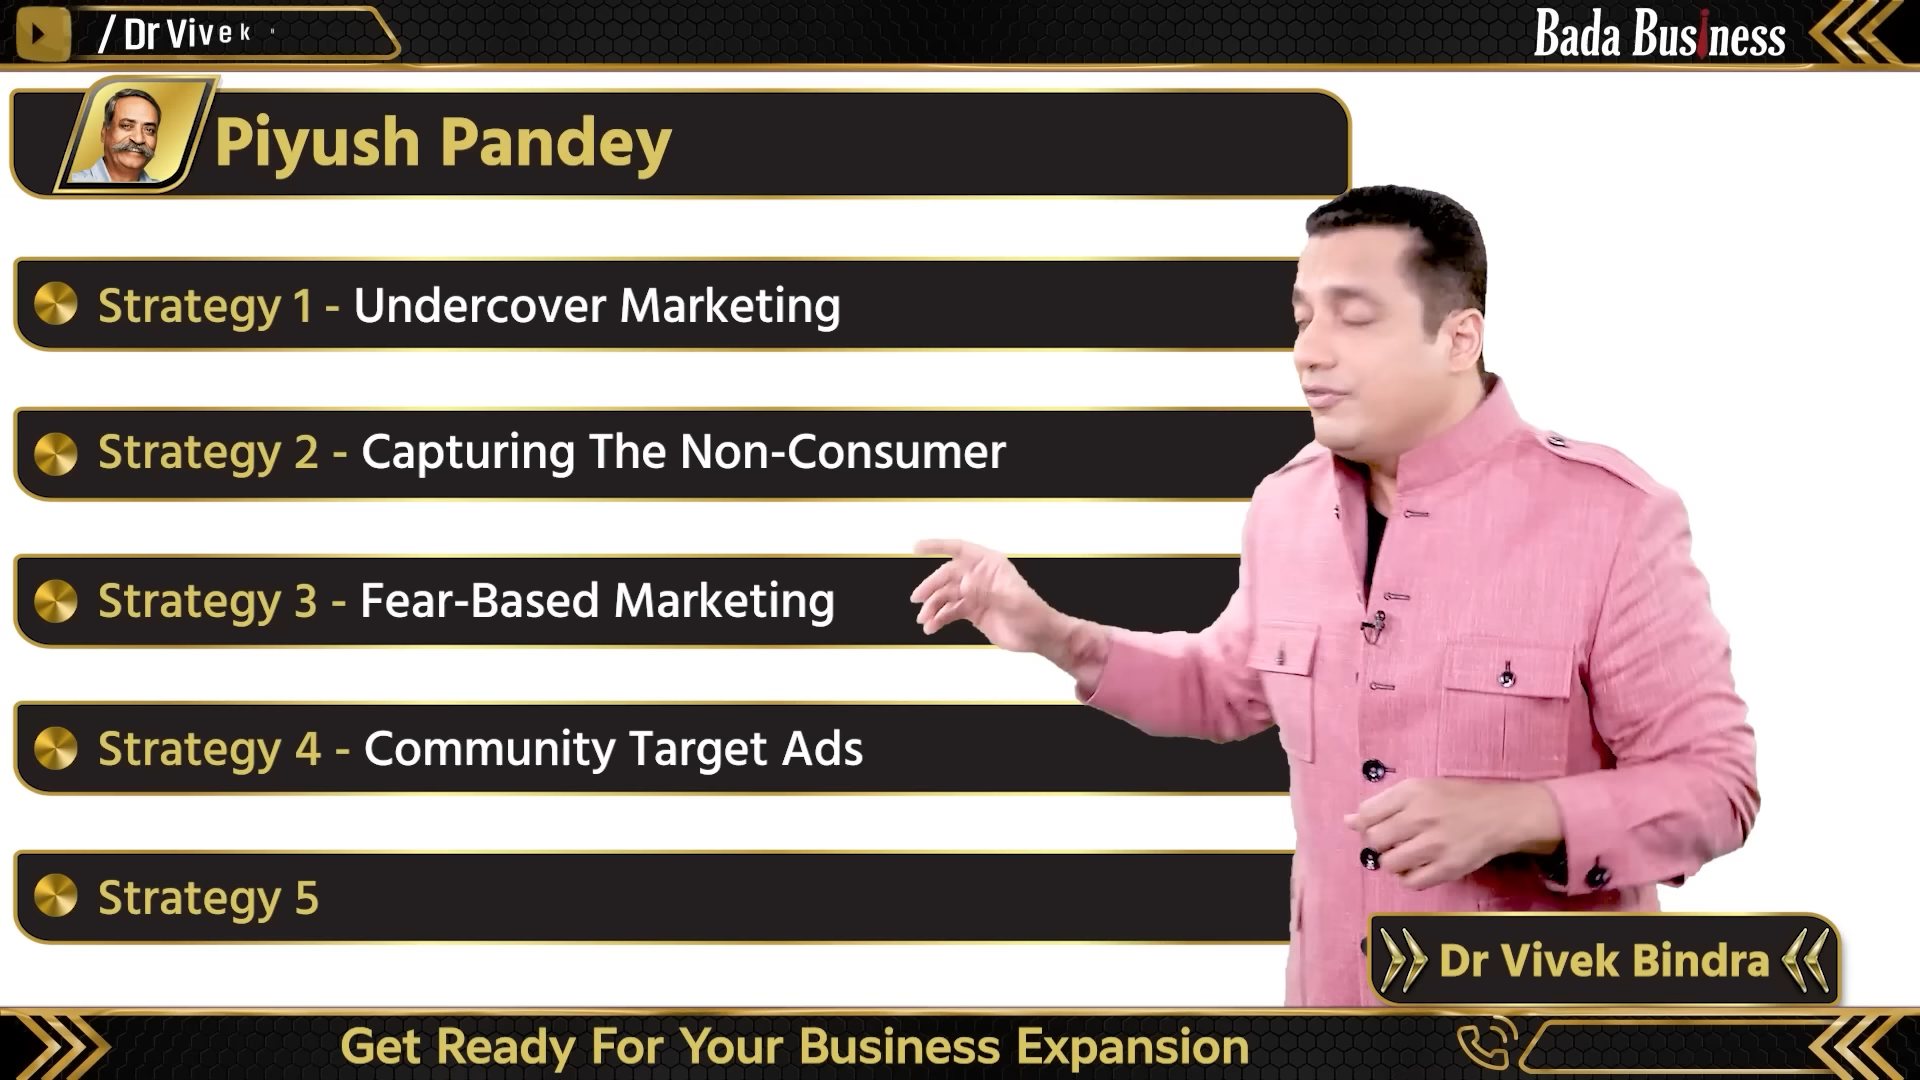 /Dr Vivek
Bada Business
Piyush Pandey
Strategy 1 - Undercover Marketing
Strategy 2 - Capturing The Non-Consumer
Strategy 3 - Fear-Based Marketing
Strategy 4 - Community Target Ads
Strategy 5
Dr Vivek Bindra
Get Ready For Your Business Expansion